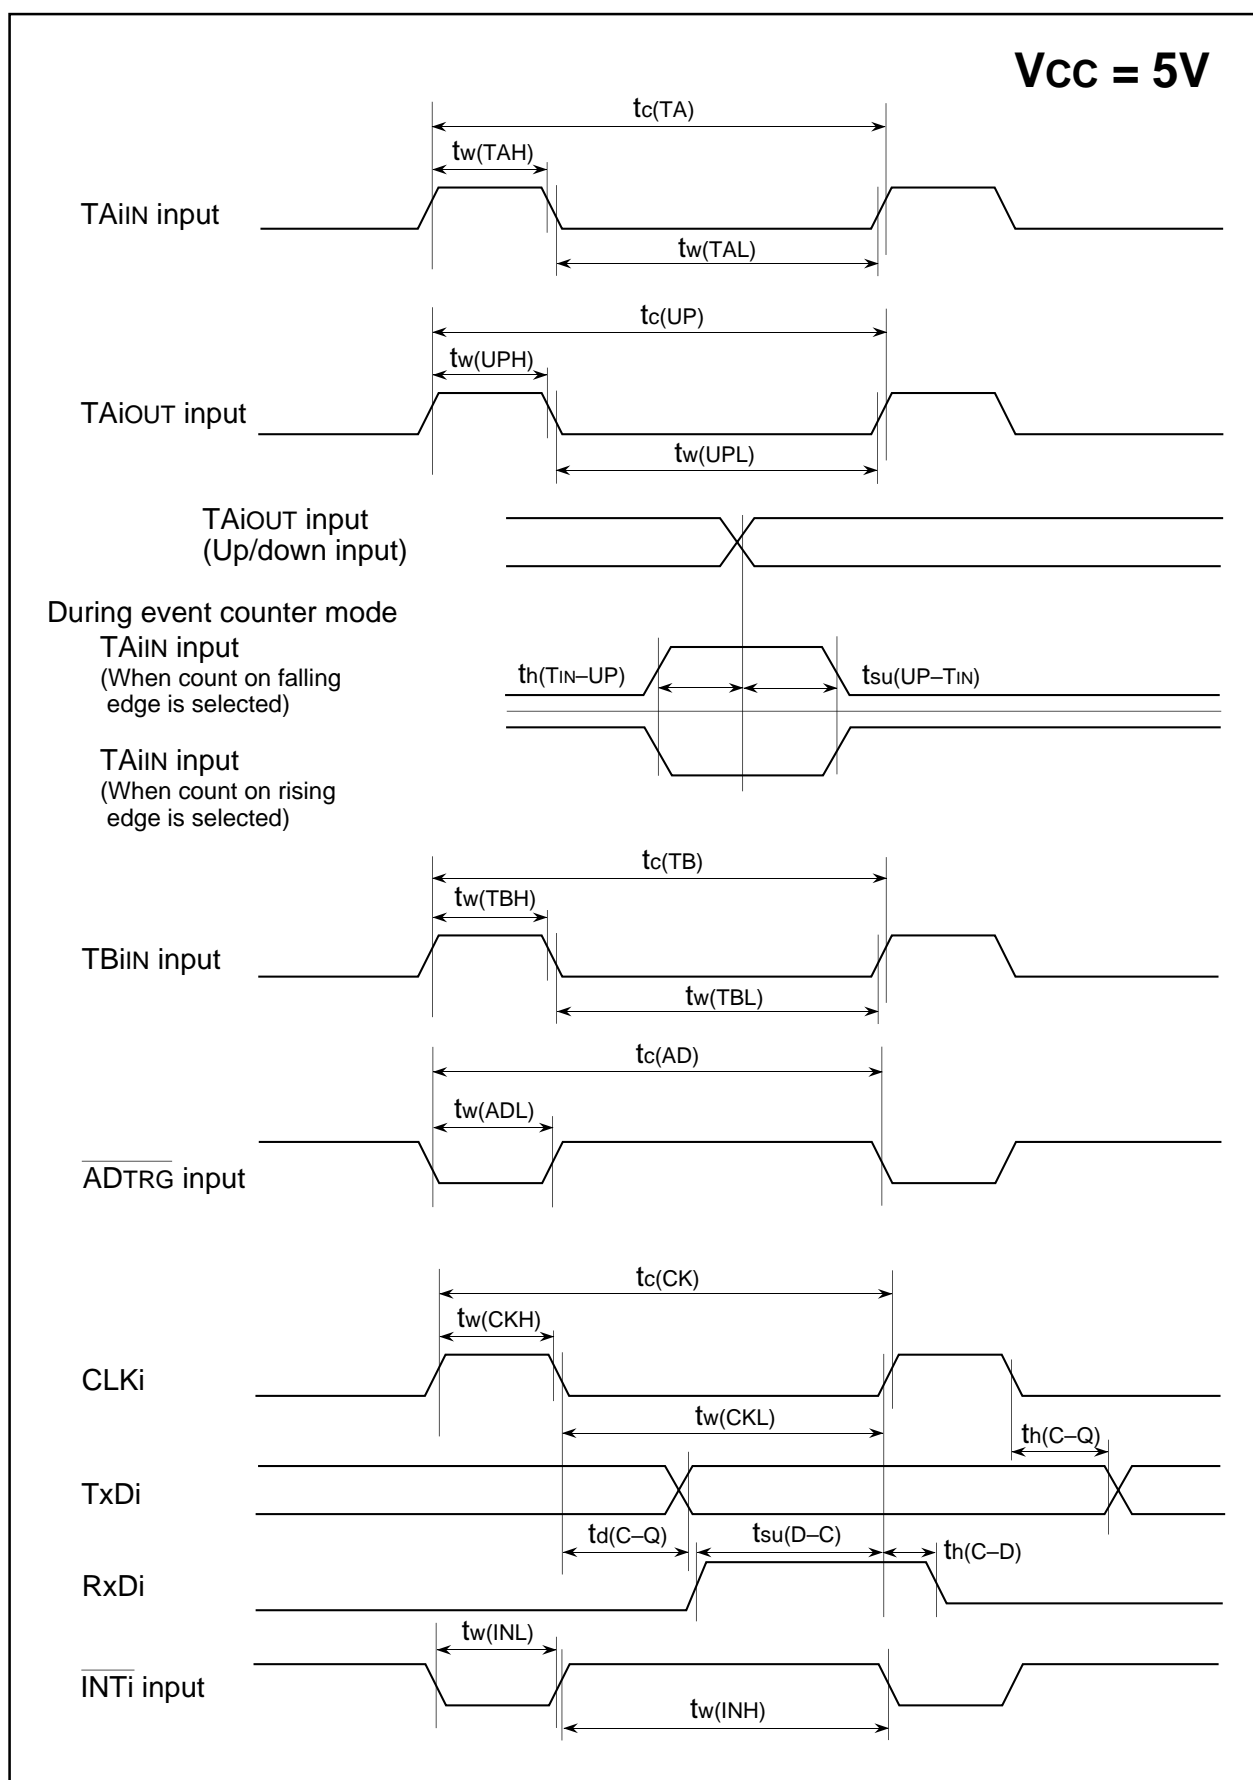 VCC = 5V
tc(TA)
tw(TAH)
TAiIN input
tw(TAL)
tc(UP)
tw(UPH)
TAiOUT input
tw(UPL)
TAiOUT input
(Up/down input)
During event counter mode
TAiIN input
(When count on falling
edge is selected)
th(TIN–UP)
tsu(UP–TIN)
TAiIN input
(When count on rising
edge is selected)
tc(TB)
tw(TBH)
TBiIN input
tw(TBL)
tc(AD)
tw(ADL)
ADTRG input
tc(CK)
tw(CKH)
CLKi
tw(CKL)
th(C–Q)
TxDi
td(C–Q)
tsu(D–C)
th(C–D)
RxDi
tw(INL)
INTi input
tw(INH)